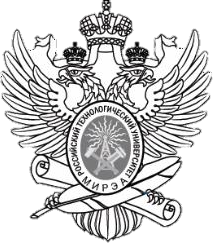 РОССИЙСКИЙ ТЕХНОЛОГИЧЕСКИЙ УНИВЕРСИТЕТ
МИРЭА